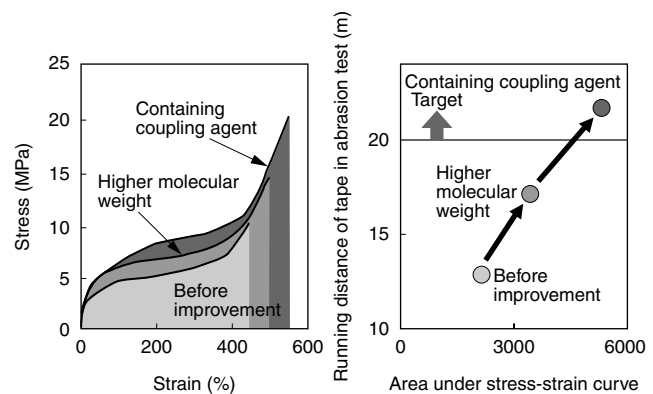 25
20
15
10
5
0
0
200
400
600
Stress (MPa)
Strain (%)
Containing
coupling agent
Higher molecular
weight
Before
improvement
Running distance of tape in abrasion test (m)
24
20
15
10
0
3000
6000
Area under stress-strain curve
Containing coupling agent
Target
Higher
molecular
weight
Before
improvement